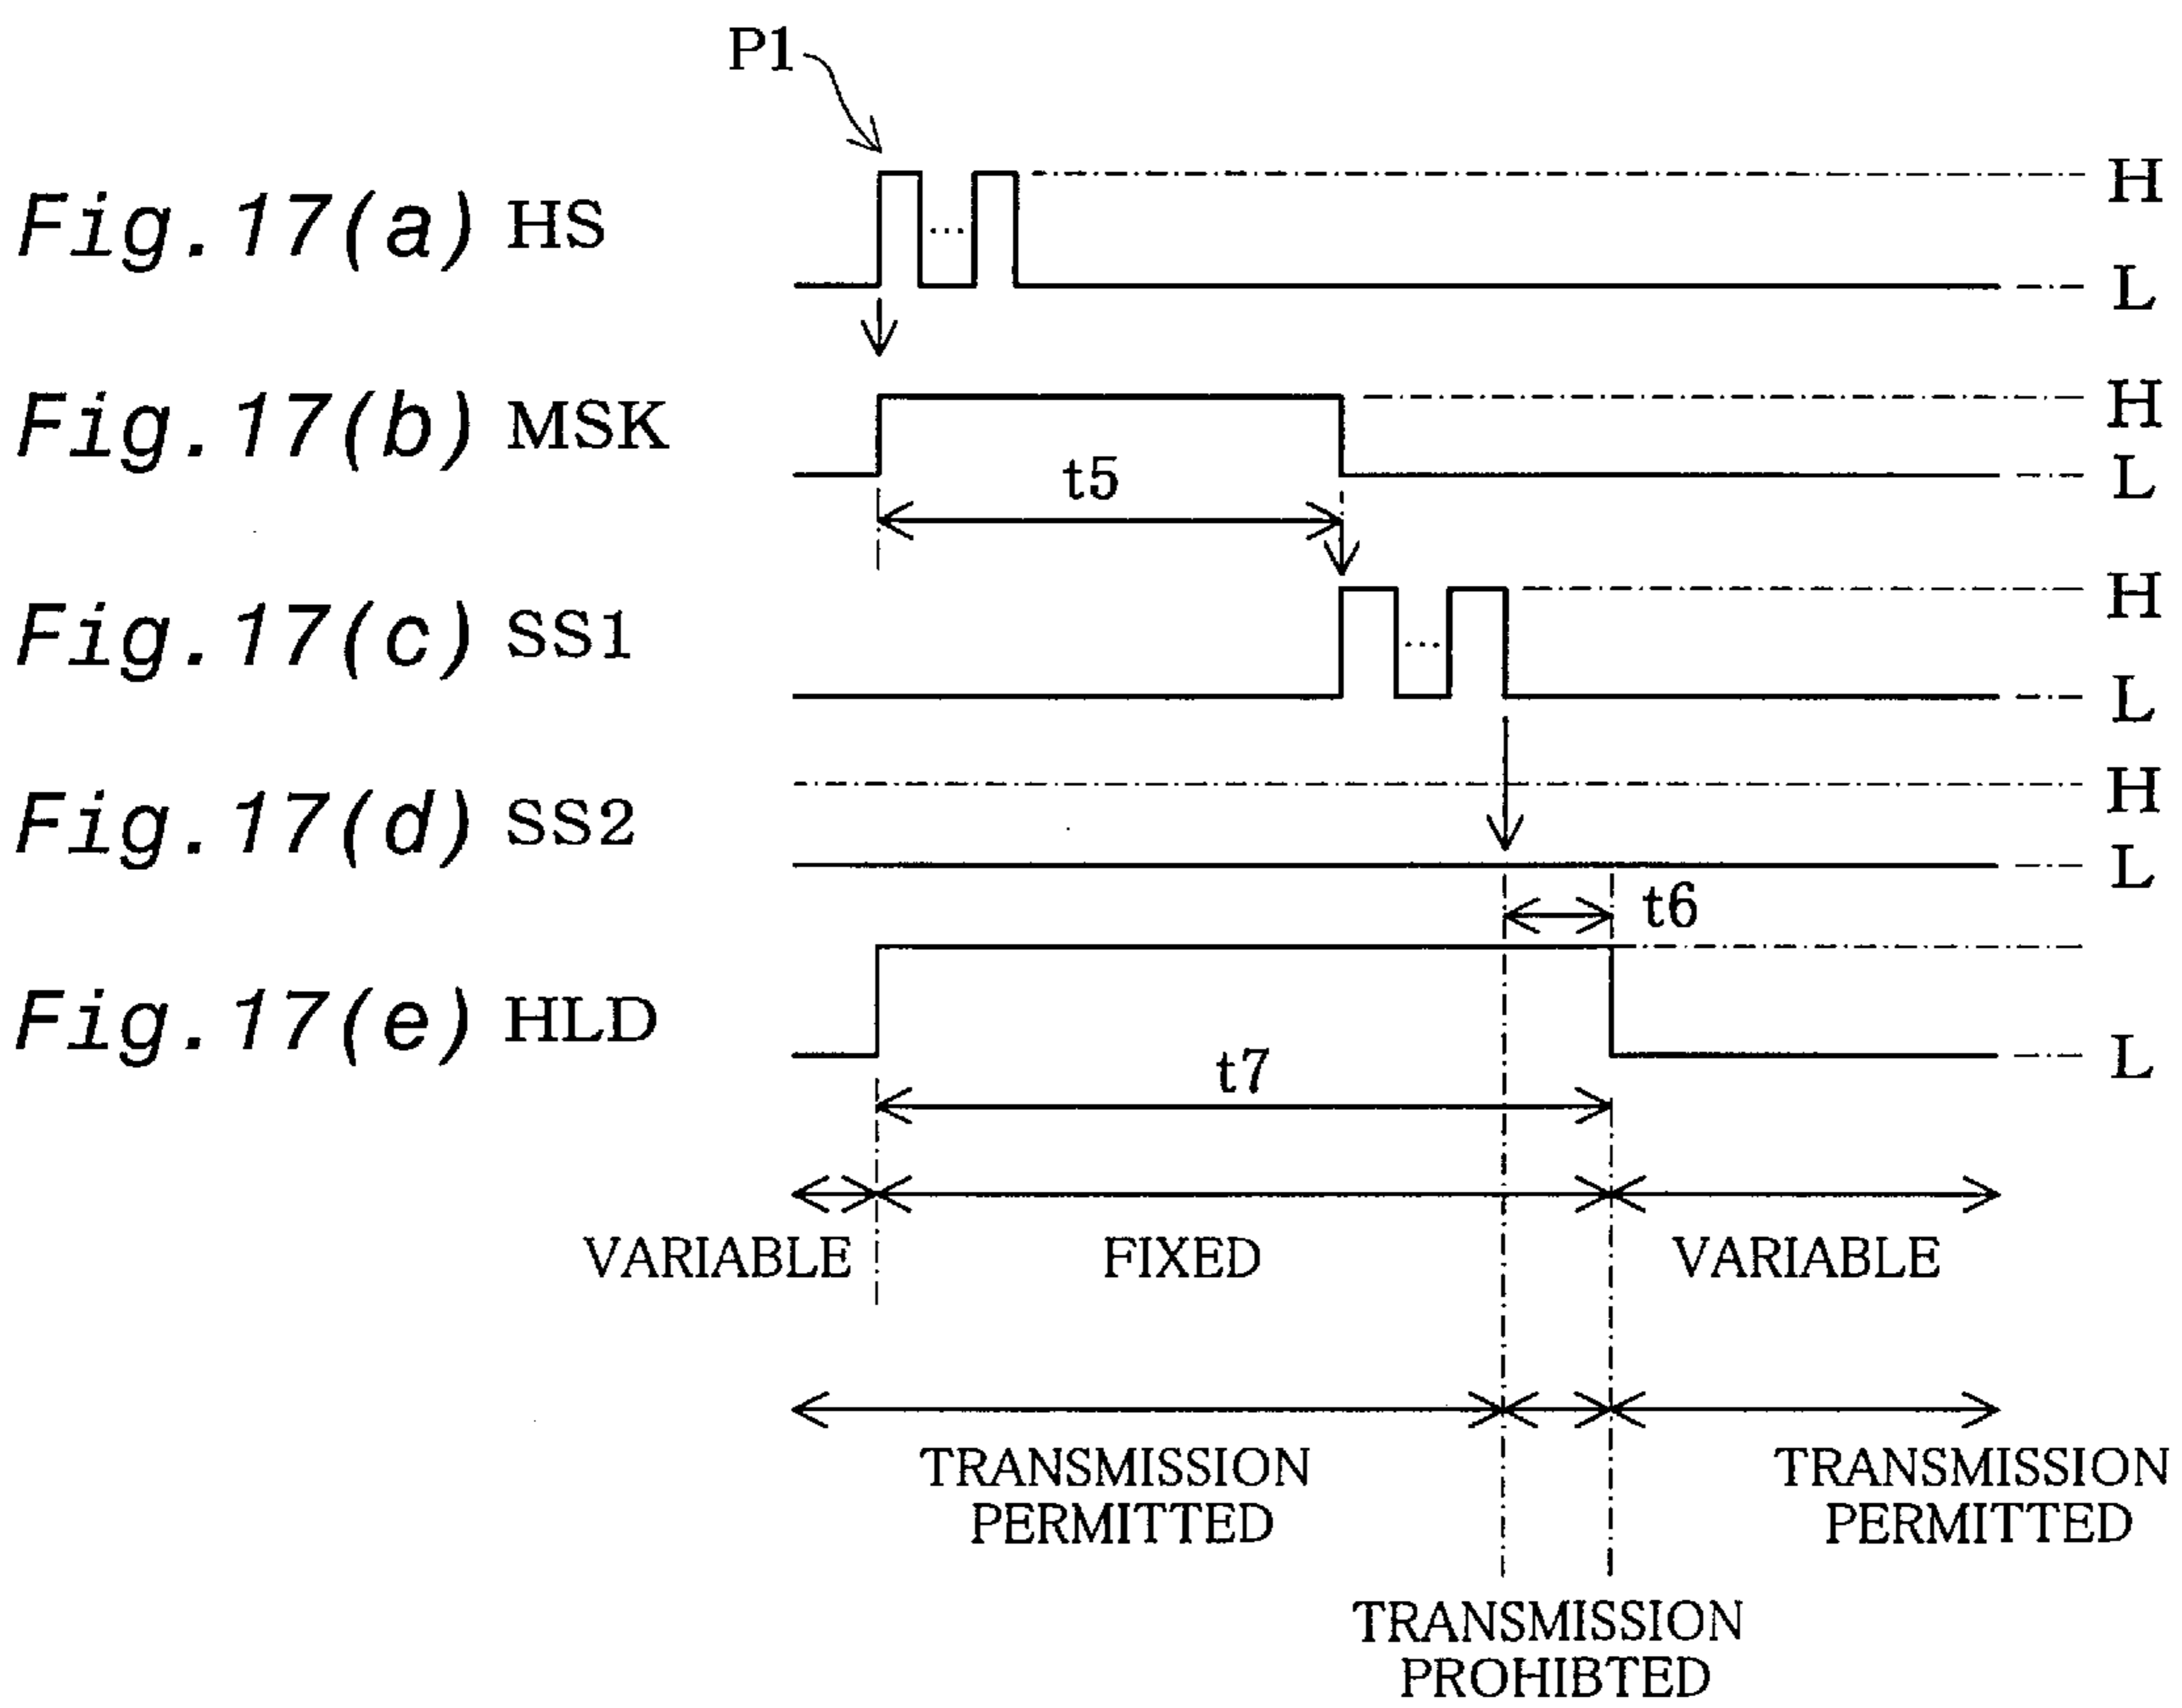 P1
Fig.17(a) HS H
L
Fig.17(b) MSK H
L
t5
Fig.17(c) SS1 H
L
Fig.17(d) SS2 H
L
t6
Fig.17(e) HLD
L
t7
VARIABLE FIXED VARIABLE
TRANSMISSION PERMITTED
TRANSMISSION PERMITTED
TRANSMISSION PROHIBTED